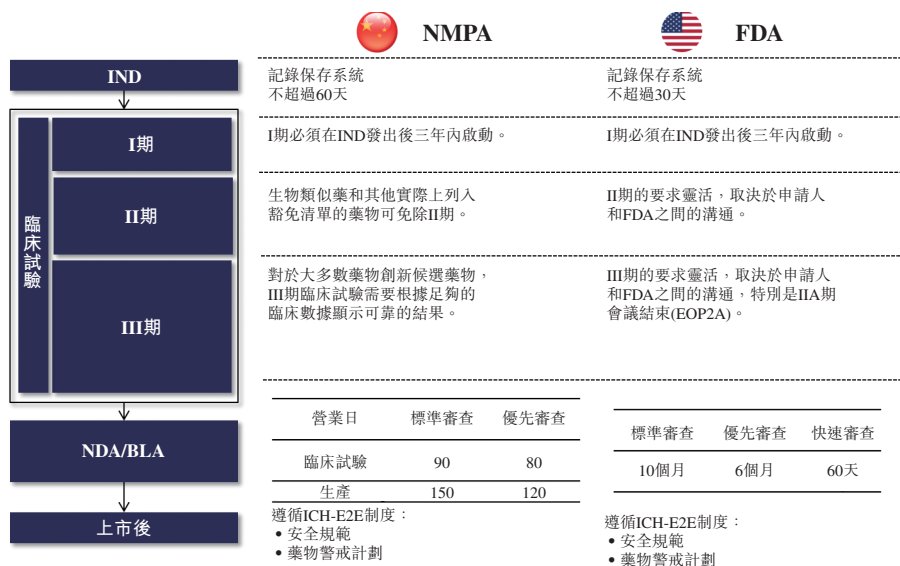 NMPA
FDA
IND
記錄保存系統
不超過60天
記錄保存系統
不超過30天
臨床試驗
I期
I期必須在IND發出後三年內啟動。
I期必須在IND發出後三年內啟動。
II期
生物類似藥和其他實際上列入
豁免清單的藥物可免除II期。
II期的要求靈活，取決於申請人
和FDA之間的溝通。
III期
對於大多數藥物創新候選藥物，
III期臨床試驗需要根據足夠的
臨床數據顯示可靠的結果。
III期的要求靈活，取決於申請人
和FDA之間的溝通，特別是IIA期
會議結束(EOP2A)。
NDA/BLA
營業日 標準審查 優先審查
臨床試驗 90 80
生產 150 120
標準審查 優先審查 快速審查
10個月 6個月 60天
上市後
遵循ICH-E2E制度：
• 安全規範
• 藥物警戒計劃
遵循ICH-E2E制度：
• 安全規範
• 藥物警戒計劃